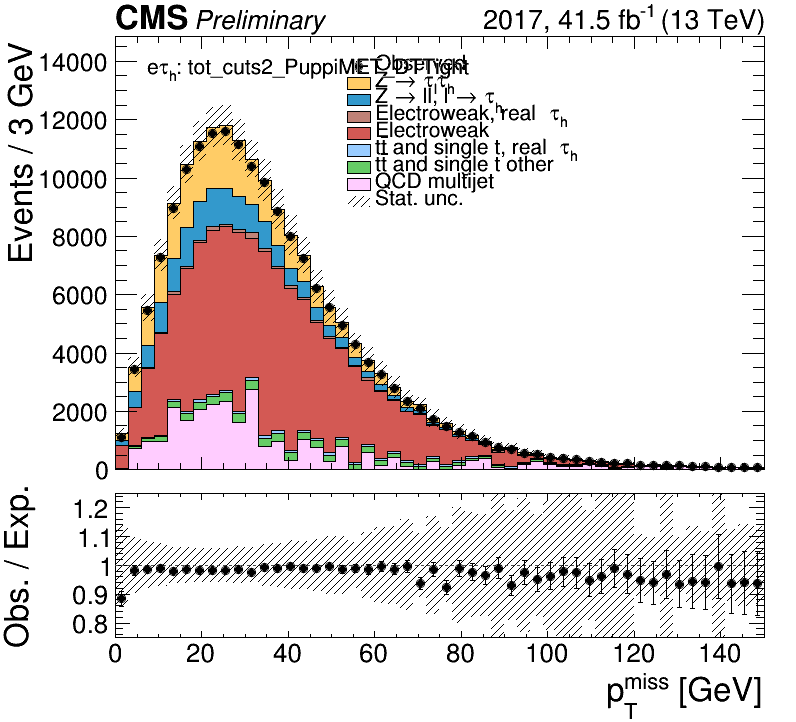 CMS Preliminary 2017, 41.5 fb⁻¹ (13 TeV)
Events / 3 GeV
14000
12000
10000
8000
6000
4000
2000
0
eτh: tot_cuts2_PuppiMET_DTTight
Observed
Z → ττ
Z → ll, l → τh
Electroweak, real τh
Electroweak
tt and single t, real τh
tt and single t other
QCD multijet
Stat. unc.
Obs. / Exp.
1.2
1.1
1
0.9
0.8
0 20 40 60 80 100 120 140
pTmiss [GeV]